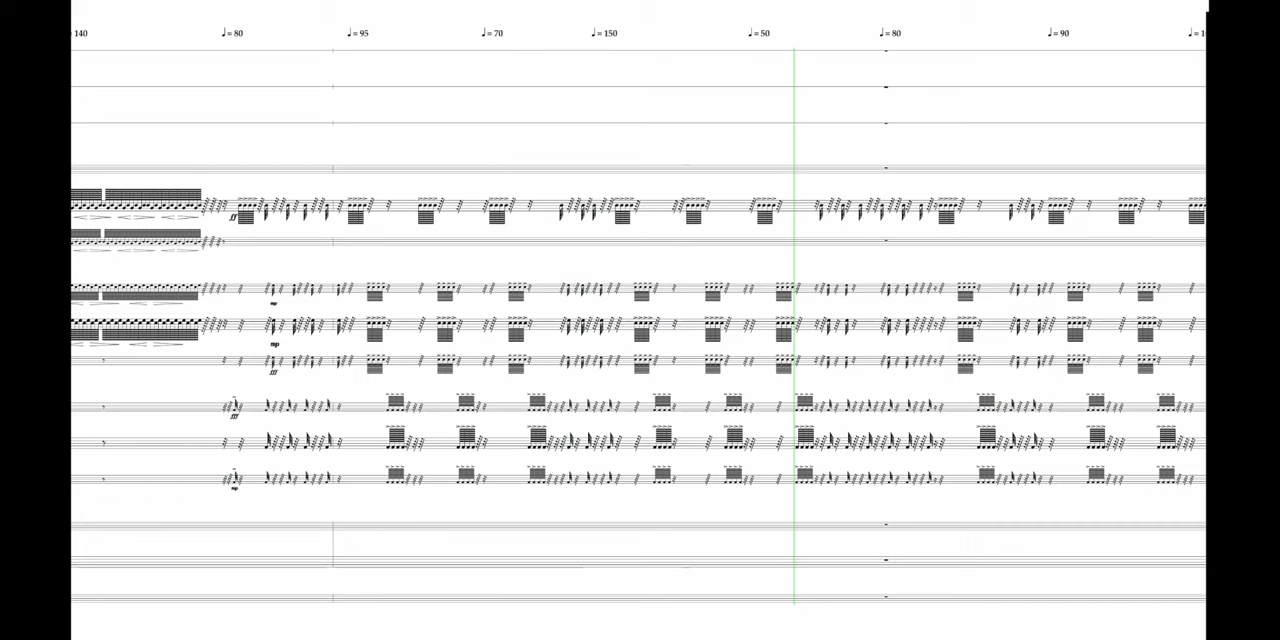 140 ♩= 80 ♩= 95 ♩= 70 ♩= 150 ♩= 50 ♩= 80 ♩= 90
ff
mp
mp
fff
fff
mp